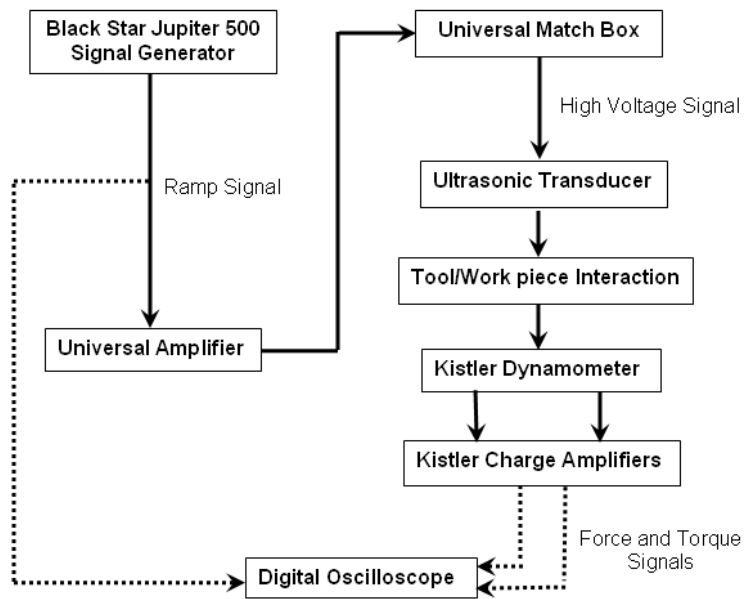 Black Star Jupiter 500
Signal Generator
Universal Match Box
High Voltage Signal
Ramp Signal
Ultrasonic Transducer
Tool/Work piece Interaction
Universal Amplifier
Kistler Dynamometer
Kistler Charge Amplifiers
Force and Torque
Signals
Digital Oscilloscope